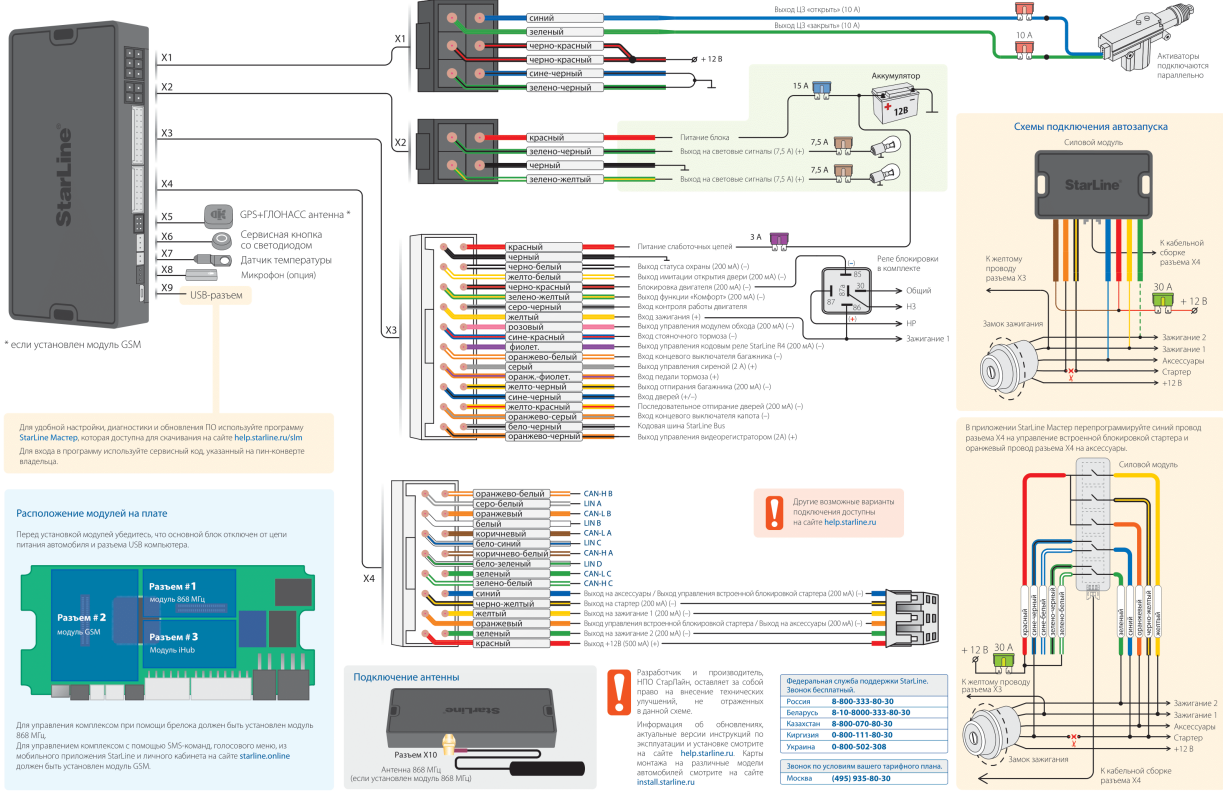 StarLine
X1
X2
X3
X4
X5
X6
X7
X8
X9
GPS+ГЛОНАСС антенна *
Сервисная кнопка
со светодиодом
Датчик температуры
Микрофон (опция)
USB-разъем
* если установлен модуль GSM
Для удобной настройки, диагностики и обновления ПО используйте программу
StarLine Мастер, которая доступна для скачивания на сайте help.starline.ru/slm
Для входа в программу используйте сервисный код, указанный на пин-конверте
владельца.
Расположение модулей на плате
Перед установкой модулей убедитесь, что основной блок отключен от цепи
питания автомобиля и разъема USB компьютера.
Разъем #1
модуль 868 МГц
Разъем #2
модуль GSM
Разъем #3
Модуль iHub
Для управления комплексом при помощи брелока должен быть установлен модуль
868 МГц.
Для управления комплексом с помощью SMS-команд, голосового меню, из
мобильного приложения StarLine и личного кабинета на сайте starline.online
должен быть установлен модуль GSM.
X1
синий
зеленый
черно-красный
черно-красный
сине-черный
зелено-черный
+ 12 В
Выход ЦЗ «открыть» (10 А)
Выход ЦЗ «закрыть» (10 А)
10 А
Активаторы
подключаются
параллельно
X2
красный
зелено-черный
черный
зелено-желтый
Питание блока
Выход на световые сигналы (7,5 А) (+)
Выход на световые сигналы (7,5 А) (+)
15 А
7,5 А
7,5 А
Аккумулятор
12В
X3
красный
черный
черно-белый
желто-белый
черно-красный
зелено-желтый
серо-черный
желтый
розовый
сине-красный
фиолет.
оранжево-белый
серый
оранж.-фиолет.
желто-черный
сине-черный
желто-красный
оранжево-серый
бело-черный
оранжево-черный
Питание слаботочных цепей
Выход статуса охраны (200 мА) (–)
Выход имитации открытия двери (200 мА) (–)
Блокировка двигателя (200 мА) (–)
Выход функции «Комфорт» (200 мА) (–)
Вход контроля работы двигателя
Вход зажигания (+)
Выход управления модулем обхода (200 мА) (–)
Вход стояночного тормоза (–)
Выход управления кодовым реле StarLine R4 (200 мА) (–)
Вход концевого выключателя багажника (–)
Выход управления сиреной (2 А) (+)
Вход педали тормоза (+)
Выход отпирания багажника (200 мА) (–)
Вход дверей (+/–)
Последовательное отпирание дверей (200 мА) (–)
Вход концевого выключателя капота (–)
Кодовая шина StarLine Bus
Выход управления видеорегистратором (2А) (+)
3 А
Реле блокировки
в комплекте
(–)
85
87
87a
30
86
(+)
Общий
НЗ
НР
Зажигание 1
X4
оранжево-белый
серо-белый
оранжевый
белый
коричневый
бело-синий
коричнево-белый
бело-зеленый
зеленый
зелено-белый
синий
черно-желтый
желтый
оранжевый
зеленый
красный
CAN-H B
LIN A
CAN-L B
LIN B
CAN-L A
LIN C
CAN-H A
LIN D
CAN-L C
CAN-H C
Выход на аксессуары / Выход управления встроенной блокировкой стартера (200 мА) (–)
Выход на стартер (200 мА) (–)
Выход на зажигание 1 (200 мА) (–)
Выход управления встроенной блокировкой стартера / Выход на аксессуары (200 мА) (–)
Выход на зажигание 2 (200 мА) (–)
Выход +12В (500 мА) (+)
Другие возможные варианты
подключения доступны
на сайте help.starline.ru
Подключение антенны
StarLine
Разъем X10
Антенна 868 МГц
(если установлен модуль 868 МГц)
Разработчик и производитель,
НПО СтарЛайн, оставляет за собой
право на внесение технических
улучшений, не отраженных
в данной схеме.
Информация об обновлениях,
актуальные версии инструкций по
эксплуатации и установке смотрите
на сайте help.starline.ru. Карты
монтажа на различные модели
автомобилей смотрите на сайте
install.starline.ru
Федеральная служба поддержки StarLine.
Звонок бесплатный.
Россия 8-800-333-80-30
Беларусь 8-10-8000-333-80-30
Казахстан 8-800-070-80-30
Киргизия 0-800-111-80-30
Украина 0-800-502-308
Звонок по условиям вашего тарифного плана.
Москва (495) 935-80-30
Схемы подключения автозапуска
Силовой модуль
StarLine
К кабельной
сборке
разъема X4
К желтому
проводу
разъема X3
30 А
+ 12 В
Замок зажигания
Зажигание 2
Зажигание 1
Аксессуары
Стартер
+12 В
В приложении StarLine Мастер перепрограммируйте синий провод
разъема X4 на управление встроенной блокировкой стартера и
оранжевый провод разъема X4 на аксессуары.
Силовой модуль
красный
сине-черный
сине-белый
зелено-черный
зелено-белый
зеленый
синий
оранжевый
черно-желтый
желтый
+ 12 В
30 А
К желтому проводу
разъема X3
Замок зажигания
Зажигание 2
Зажигание 1
Аксессуары
Стартер
+12 В
К кабельной сборке
разъема X4